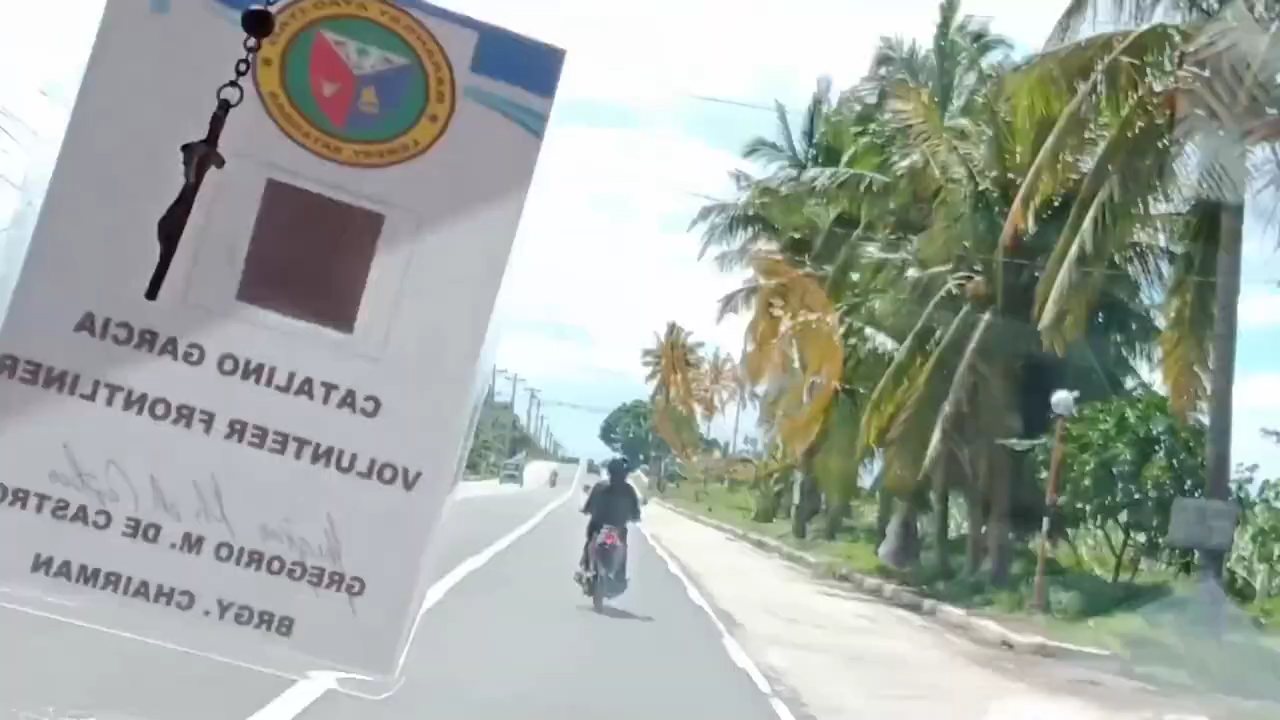 CATALINO GARCIA
VOLUNTEER FRONTLINER
GREGORIO M. DE CASTRO
BRGY. CHAIRMAN